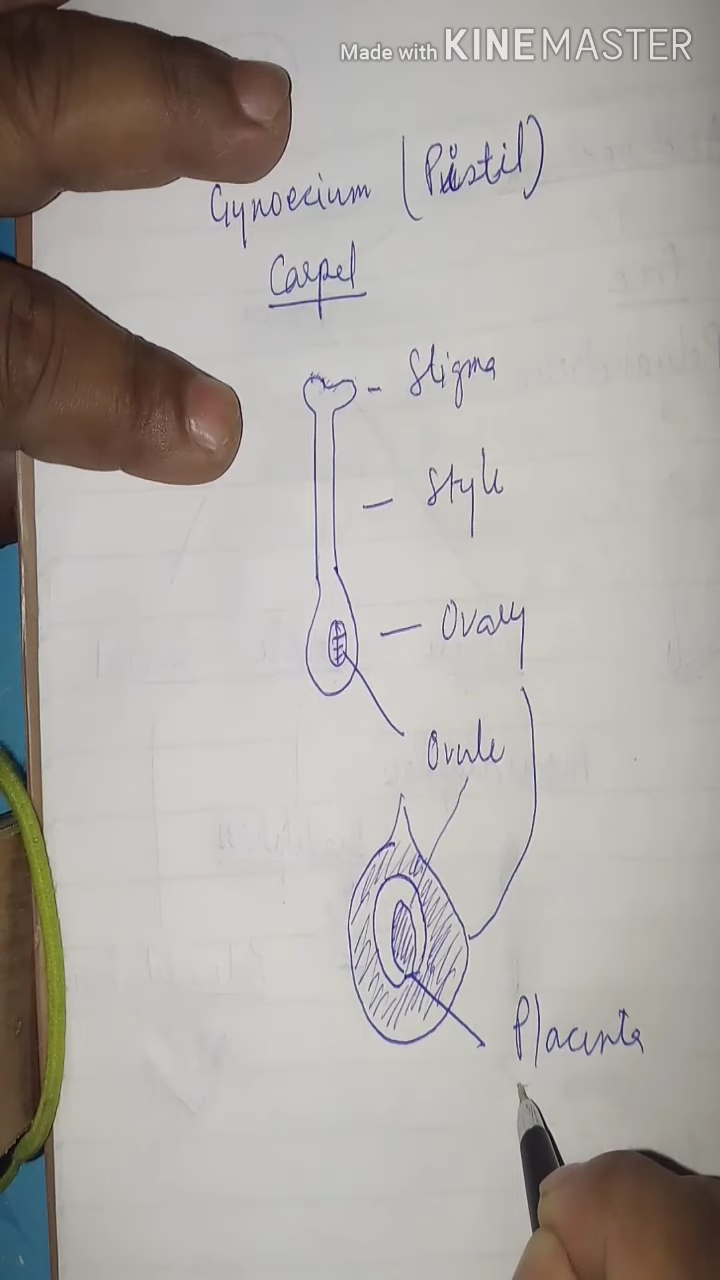 Made with KINEMASTER
Gynoecium (Pistil)
Carpel
- Stigma
- Style
- Ovary
Ovule
Placenta